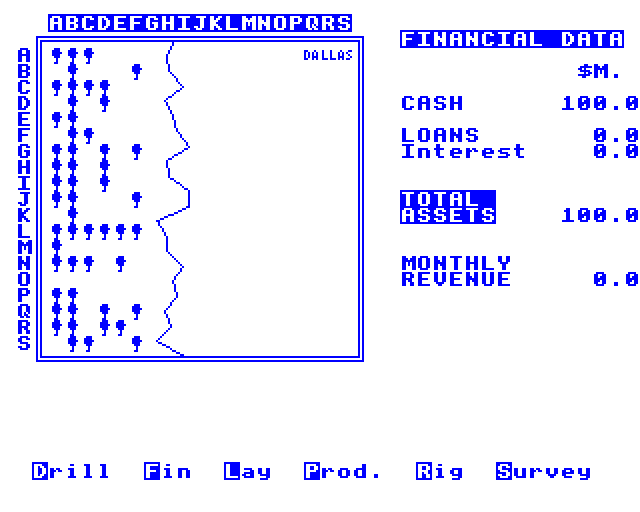 ABCDEFGHIJKLMNOPQRS
FINANCIAL DATA
A
B
C
D
E
F
G
H
I
J
K
L
M
N
O
P
Q
R
S
DALLAS
$M.
CASH 100.0
LOANS 0.0
Interest 0.0
TOTAL
ASSETS 100.0
MONTHLY
REVENUE 0.0
Drill Fin Lay Prod. Rig Survey